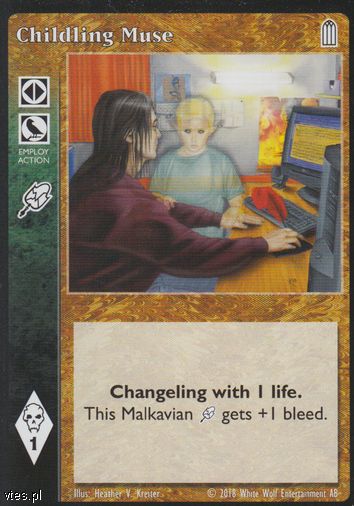 Childling Muse
EMPLOY
ACTION
Changeling with 1 life.
This Malkavian gets +1 bleed.
1
Illus: Heather V. Kreiter © 2018 White Wolf Entertainment AB
vtes.pl